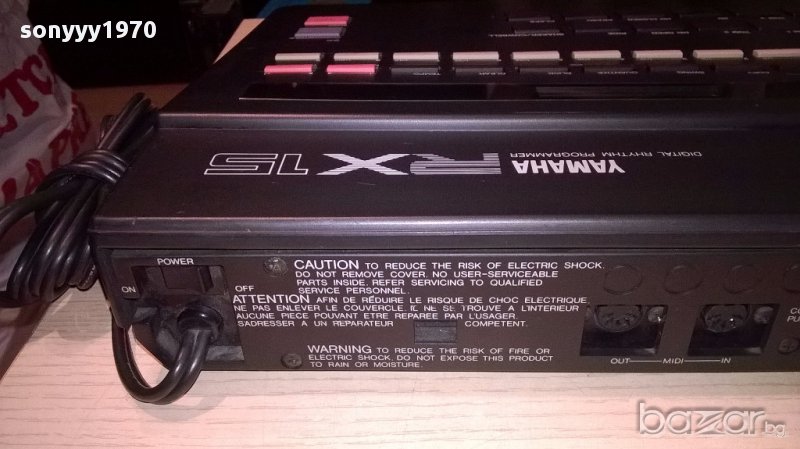 sonyyy1970
YAMAHA
RX 15
DIGITAL RHYTHM PROGRAMMER
POWER
ON
OFF
CAUTION TO REDUCE THE RISK OF ELECTRIC SHOCK.
DO NOT REMOVE COVER. NO USER-SERVICEABLE
PARTS INSIDE. REFER SERVICING TO QUALIFIED
SERVICE PERSONNEL.
ATTENTION AFIN DE RÉDUIRE LE RISQUE DE CHOC ELECTRIQUE,
NE PAS ENLEVER LE COUVERCLE. IL NE SE TROUVE A L'INTERIEUR
AUCUNE PIECE POUVANT ETRE REPARÉE PAR L'USAGER.
S'ADRESSER A UN REPARATEUR COMPETENT.
WARNING TO REDUCE THE RISK OF FIRE OR
ELECTRIC SHOCK DO NOT EXPOSE THIS PRODUCT
TO RAIN OR MOISTURE.
OUT MIDI IN
bazar.bg